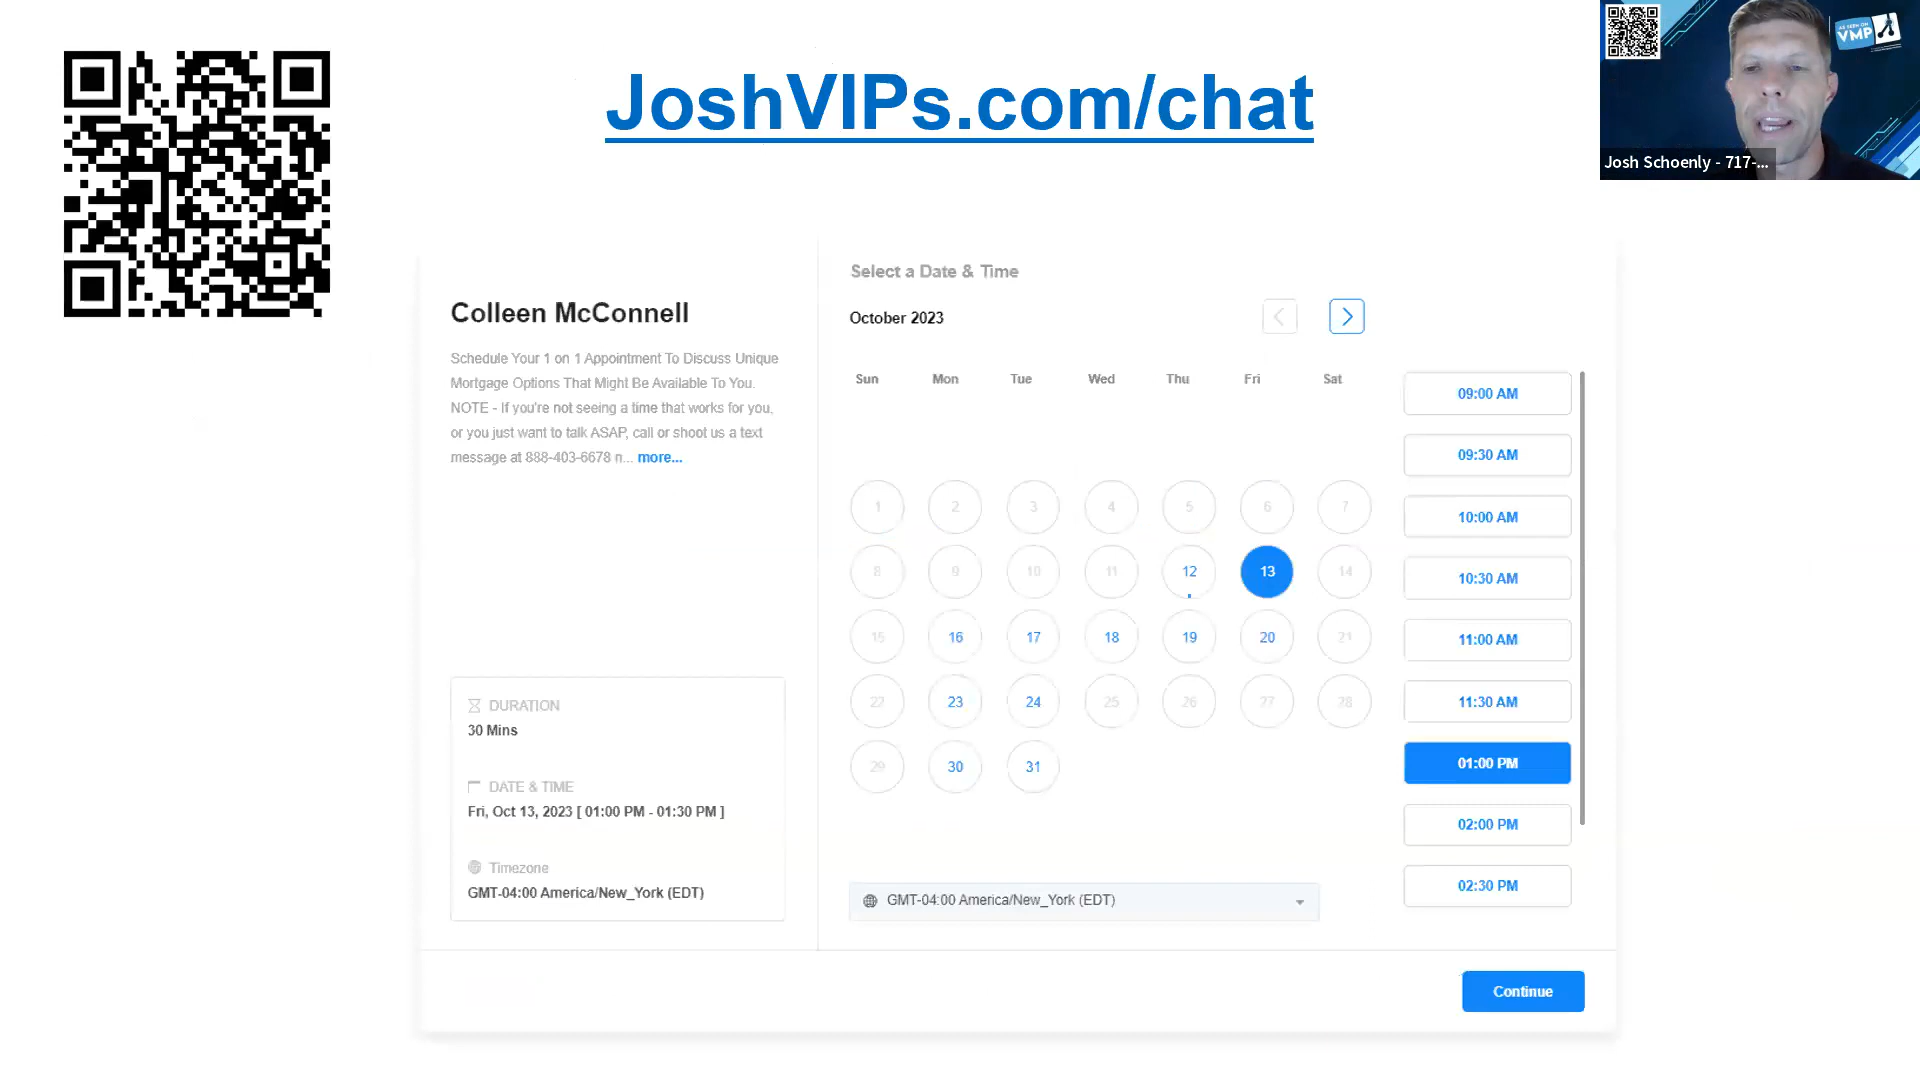 JoshVIPs.com/chat
AS SEEN ON
VMP
Josh Schoenly - 717-...
Colleen McConnell
Schedule Your 1 on 1 Appointment To Discuss Unique
Mortgage Options That Might Be Available To You.
NOTE - If you're not seeing a time that works for you,
or you just want to talk ASAP, call or shoot us a text
message at 888-403-6678 n... more...
DURATION
30 Mins
DATE & TIME
Fri, Oct 13, 2023 [ 01:00 PM - 01:30 PM ]
Timezone
GMT-04:00 America/New_York (EDT)
Select a Date & Time
October 2023
Sun Mon Tue Wed Thu Fri Sat
1 2 3 4 5 6 7
8 9 10 11 12 13 14
15 16 17 18 19 20 21
22 23 24 25 26 27 28
29 30 31
GMT-04:00 America/New_York (EDT)
09:00 AM
09:30 AM
10:00 AM
10:30 AM
11:00 AM
11:30 AM
01:00 PM
02:00 PM
02:30 PM
Continue